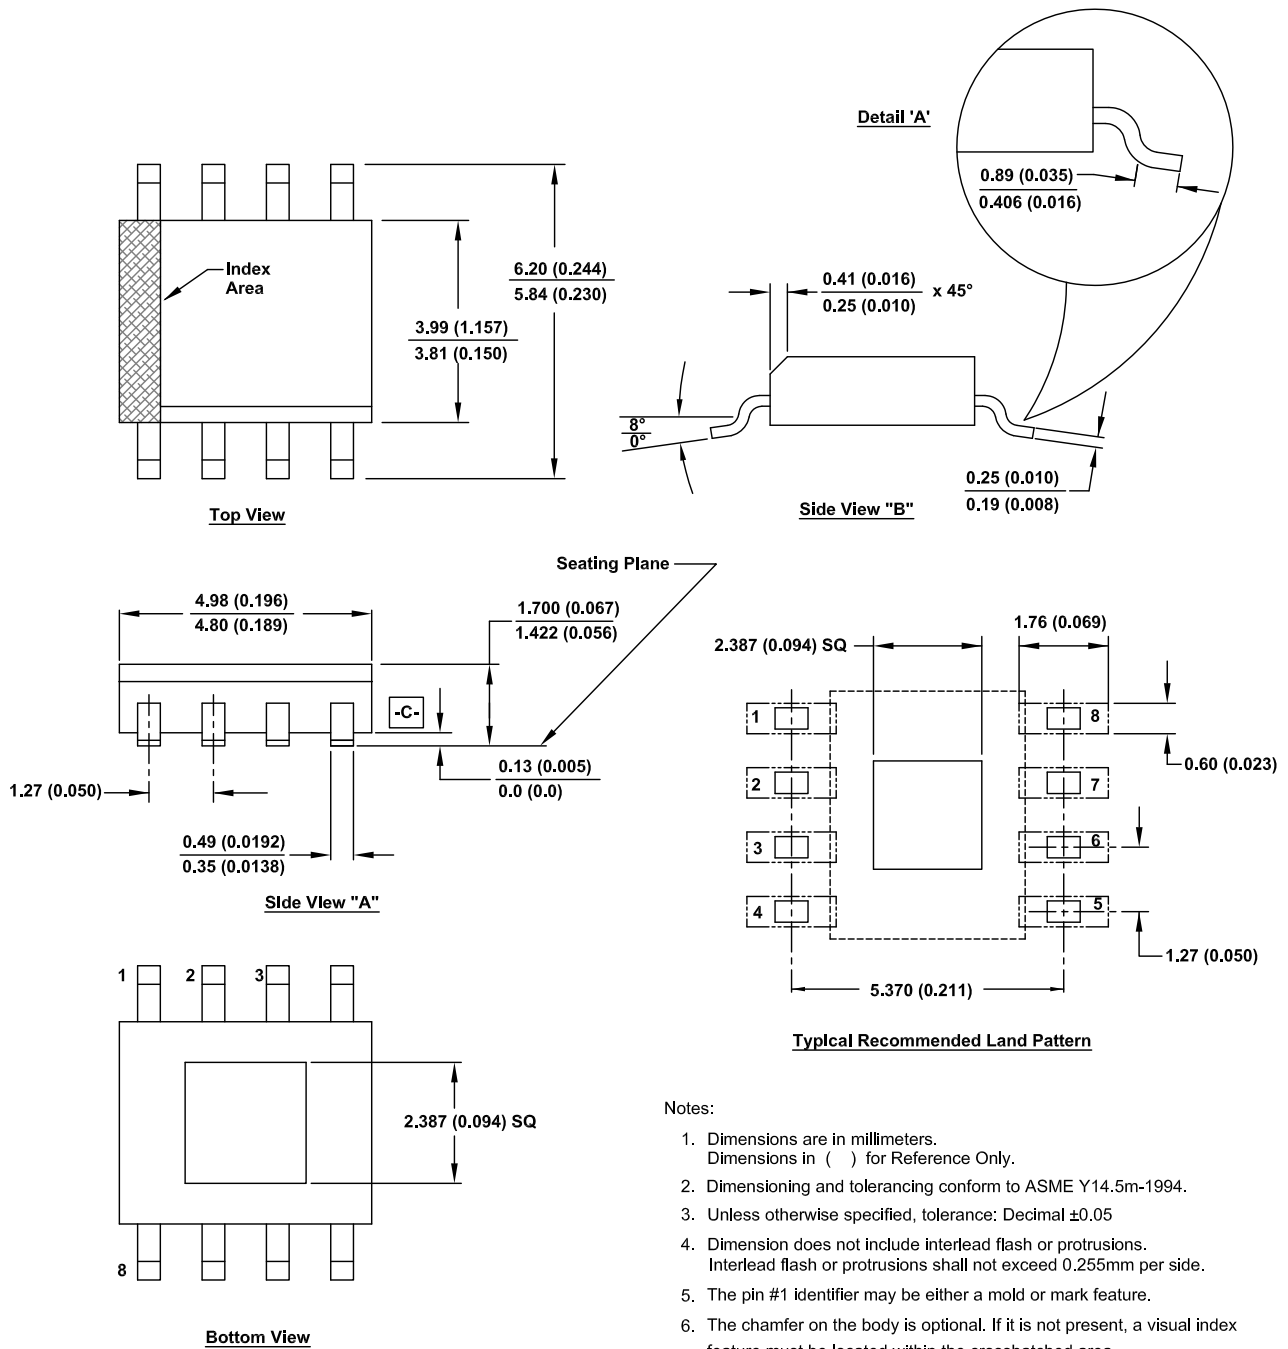 Detail 'A'
0.89 (0.035)
0.406 (0.016)
Index
Area
6.20 (0.244)
5.84 (0.230)
3.99 (1.157)
3.81 (0.150)
0.41 (0.016)
0.25 (0.010)
x 45°
8°
0°
0.25 (0.010)
0.19 (0.008)
Top View
Side View "B"
Seating Plane
4.98 (0.196)
4.80 (0.189)
1.700 (0.067)
1.422 (0.056)
-C-
0.13 (0.005)
0.0 (0.0)
1.27 (0.050)
0.49 (0.0192)
0.35 (0.0138)
Side View "A"
2.387 (0.094) SQ
1.76 (0.069)
1
8
0.60 (0.023)
2
7
3
6
4
5
1.27 (0.050)
5.370 (0.211)
Typical Recommended Land Pattern
1
2
3
2.387 (0.094) SQ
8
Bottom View
Notes:
1. Dimensions are in millimeters.
Dimensions in ( ) for Reference Only.
2. Dimensioning and tolerancing conform to ASME Y14.5m-1994.
3. Unless otherwise specified, tolerance: Decimal ±0.05
4. Dimension does not include interlead flash or protrusions.
Interlead flash or protrusions shall not exceed 0.255mm per side.
5. The pin #1 identifier may be either a mold or mark feature.
6. The chamfer on the body is optional. If it is not present, a visual index
feature must be located within the crosshatched area.